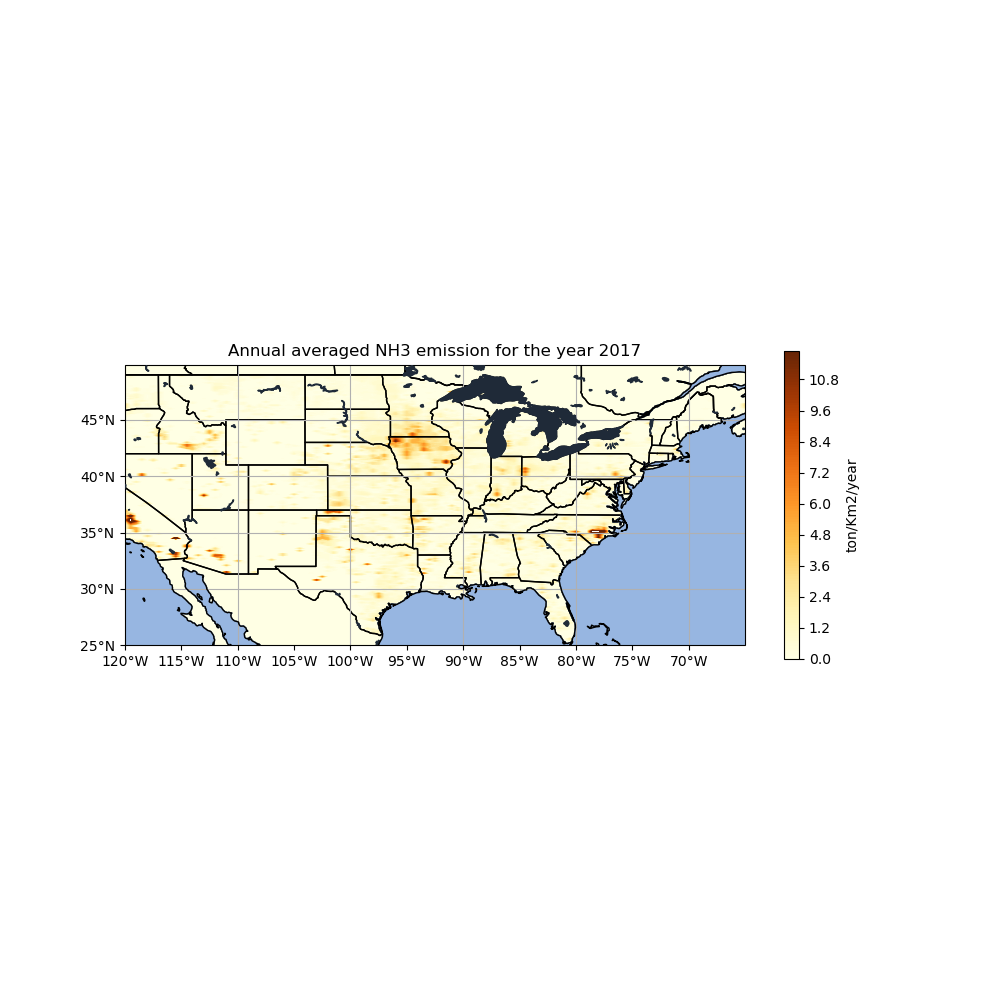 Annual averaged NH3 emission for the year 2017
45°N
40°N
35°N
30°N
25°N
120°W 115°W 110°W 105°W 100°W 95°W 90°W 85°W 80°W 75°W 70°W
10.8
9.6
8.4
7.2
6.0
4.8
3.6
2.4
1.2
0.0
ton/Km2/year